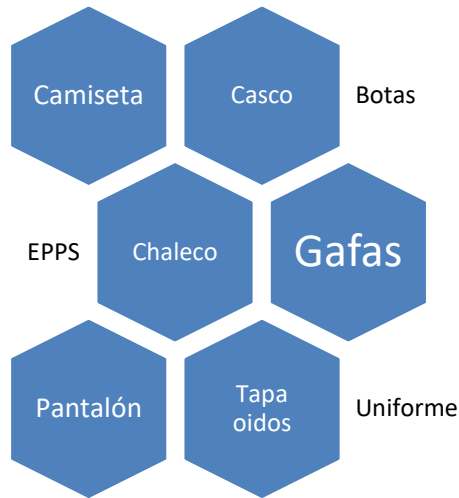 Camiseta
Casco
Botas
EPPS
Chaleco
Gafas
Pantalón
Tapa
oidos
Uniforme